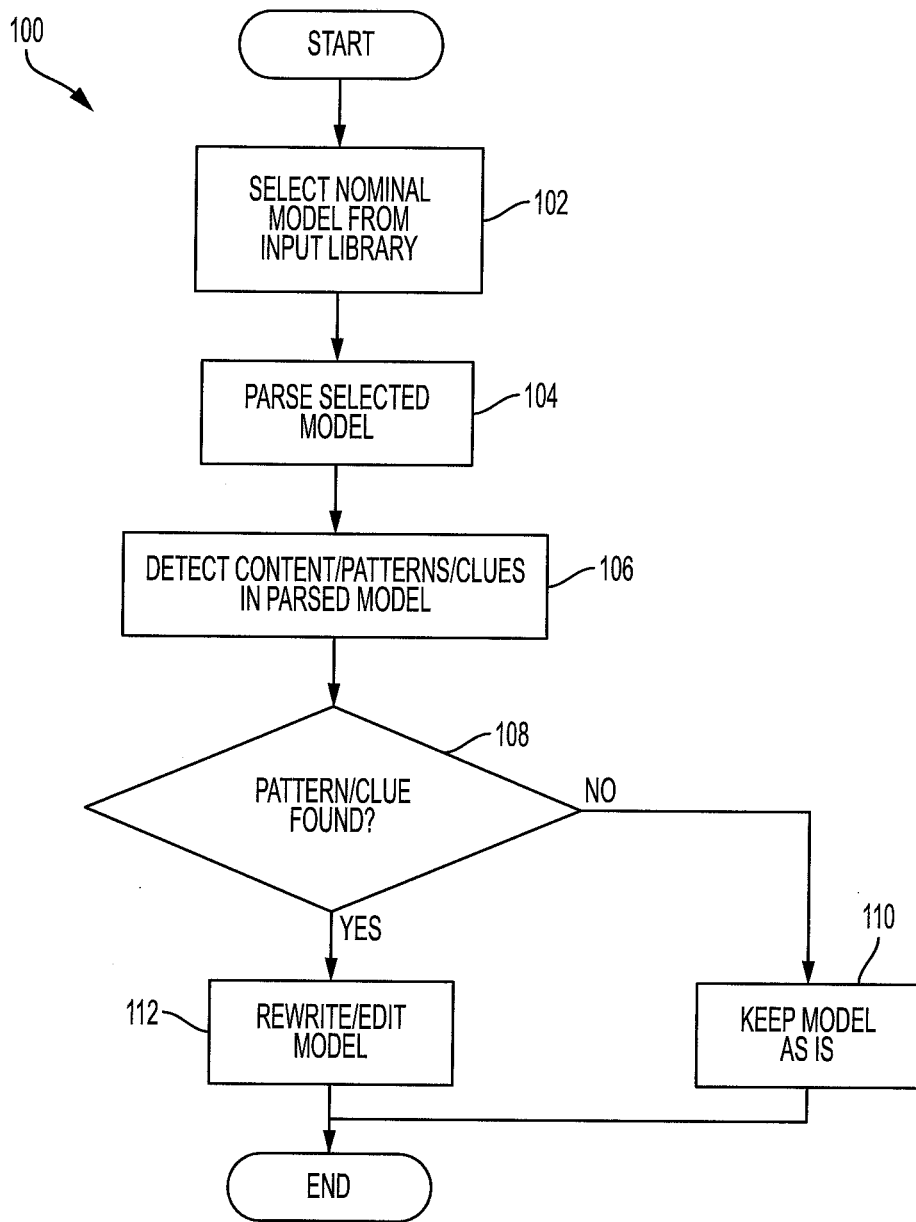 100
START
SELECT NOMINAL
MODEL FROM
INPUT LIBRARY
102
PARSE SELECTED
MODEL
104
DETECT CONTENT/PATTERNS/CLUES
IN PARSED MODEL
106
108
PATTERN/CLUE
FOUND?
NO
YES
110
112
REWRITE/EDIT
MODEL
KEEP MODEL
AS IS
END